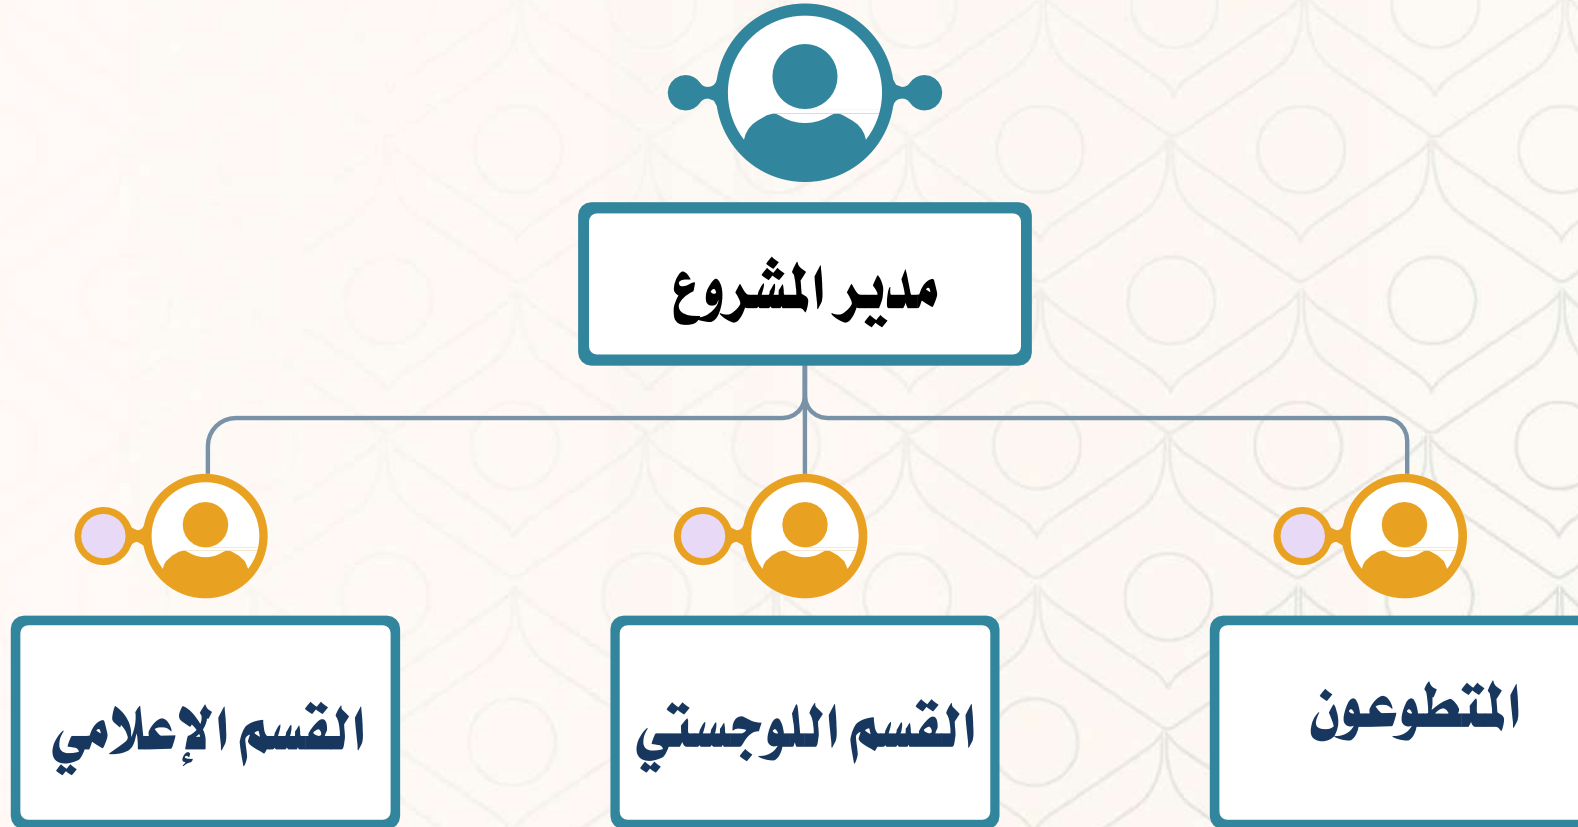 مدير المشروع
المتطوعون
القسم اللوجستي
القسم الإعلامي